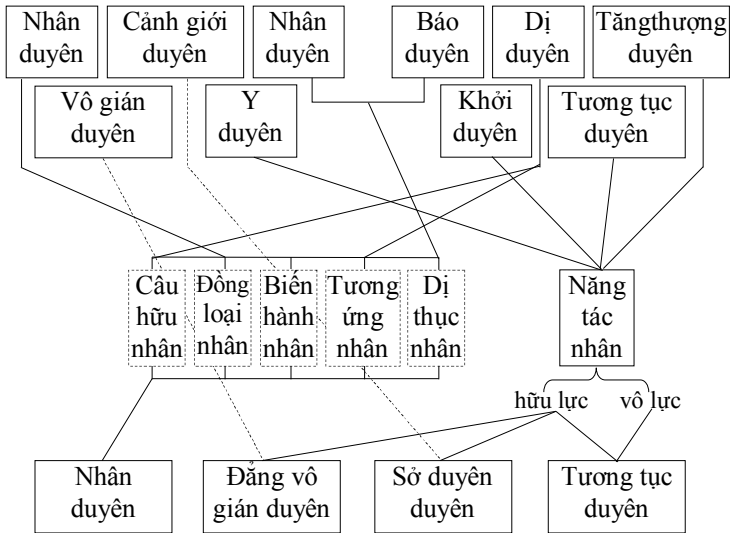 Nhân
duyên
Cảnh giới
duyên
Nhân
duyên
Báo
duyên
Dị
duyên
Tăngthượng
duyên
Vô gián
duyên
Y
duyên
Khởi
duyên
Tương tục
duyên
Câu
hữu
nhân
Đồng
loại
nhân
Biến
hành
nhân
Tương
ứng
nhân
Dị
thục
nhân
Năng
tác
nhân
hữu lực
vô lực
Nhân
duyên
Đẳng vô
gián duyên
Sở duyên
duyên
Tương tục
duyên